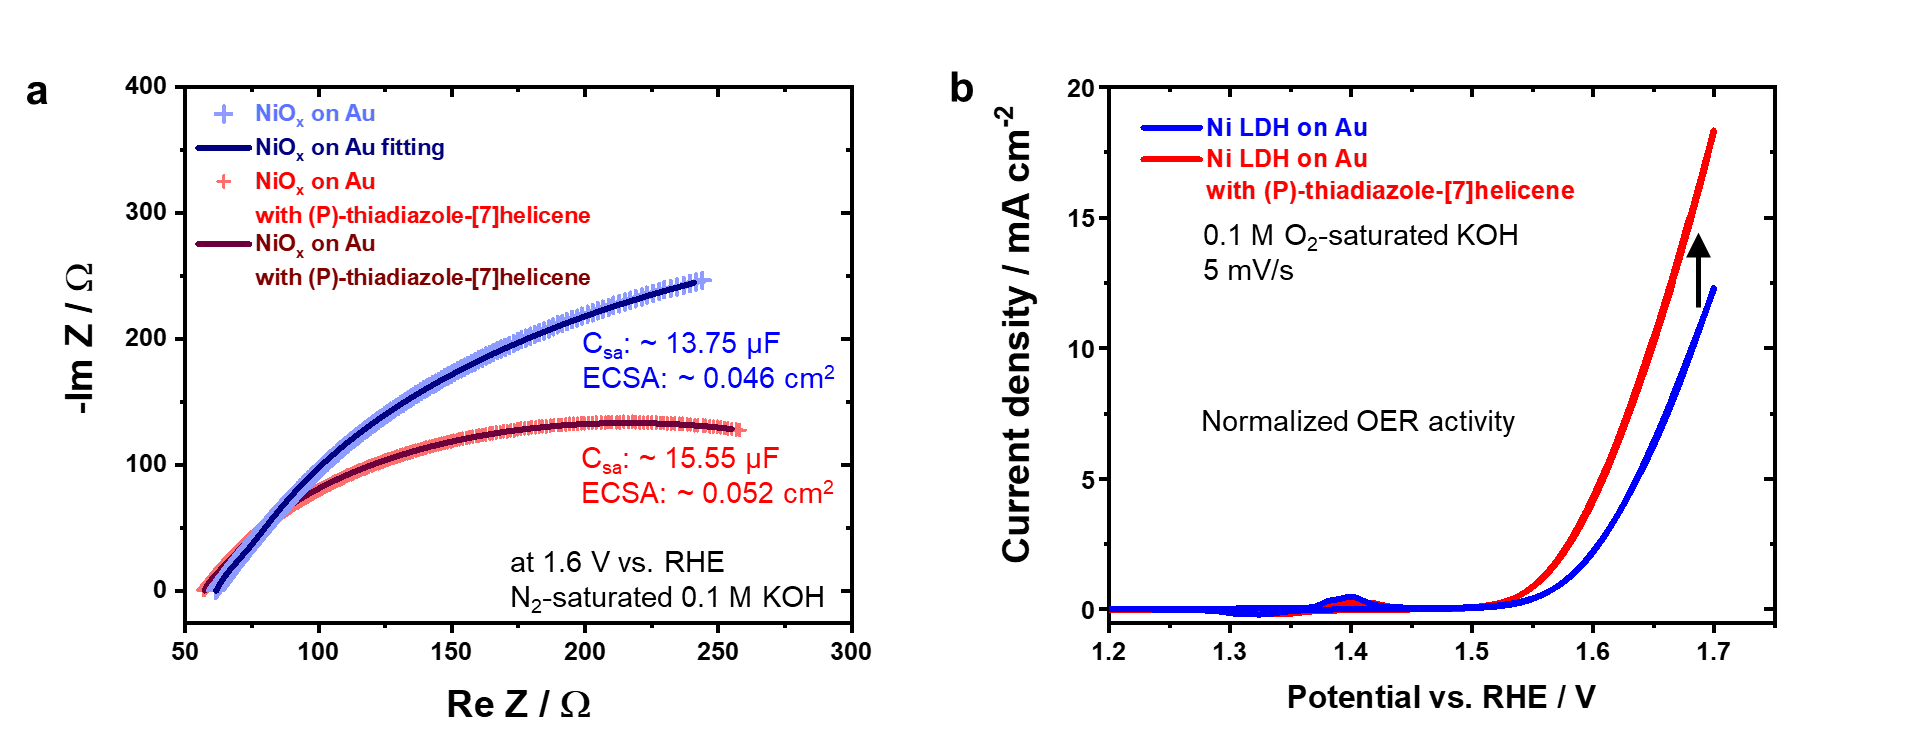 a
400
300
200
100
0
50
100
150
200
250
300
-Im Z / Ω
Re Z / Ω
NiOx on Au
NiOx on Au fitting
NiOx on Au
with (P)-thiadiazole-[7]helicene
NiOx on Au
with (P)-thiadiazole-[7]helicene
Csa: ~ 13.75 µF
ECSA: ~ 0.046 cm2
Csa: ~ 15.55 µF
ECSA: ~ 0.052 cm2
at 1.6 V vs. RHE
N2-saturated 0.1 M KOH
b
20
15
10
5
0
1.2
1.3
1.4
1.5
1.6
1.7
Current density / mA cm-2
Potential vs. RHE / V
Ni LDH on Au
Ni LDH on Au
with (P)-thiadiazole-[7]helicene
0.1 M O2-saturated KOH
5 mV/s
Normalized OER activity